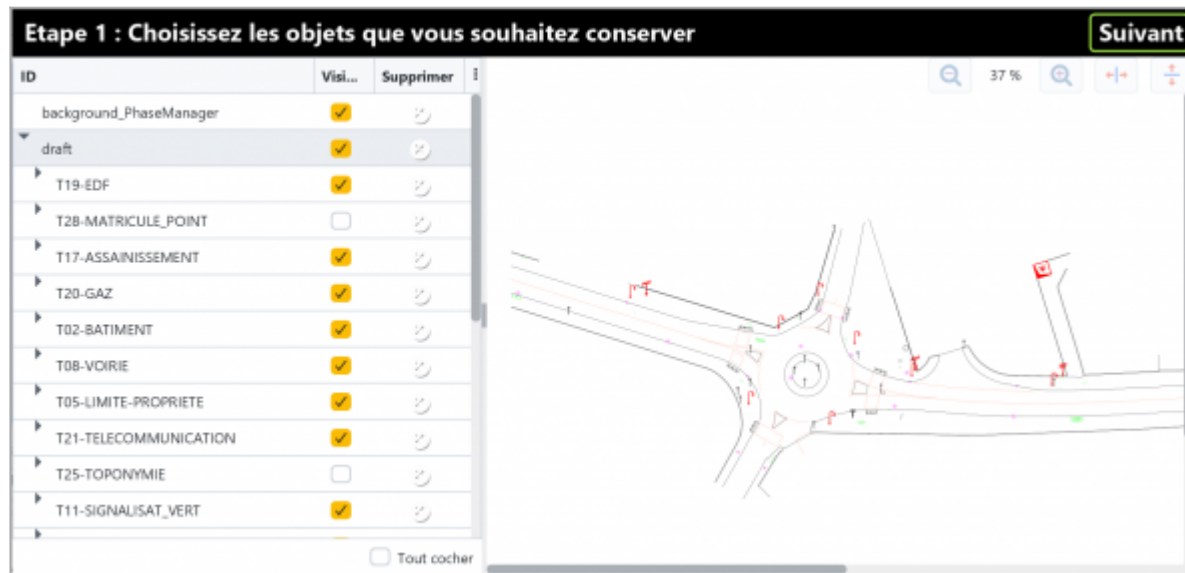 Etape 1 : Choisissez les objets que vous souhaitez conserver Suivant
ID Visi... Supprimer
37 %
background_PhaseManager
draft
T19-EDF
T28-MATRICULE_POINT
T17-ASSAINISSEMENT
T20-GAZ
T02-BATIMENT
T08-VOIRIE
T05-LIMITE-PROPRIETE
T21-TELECOMMUNICATION
T25-TOPONYMIE
T11-SIGNALISAT_VERT
Tout cocher